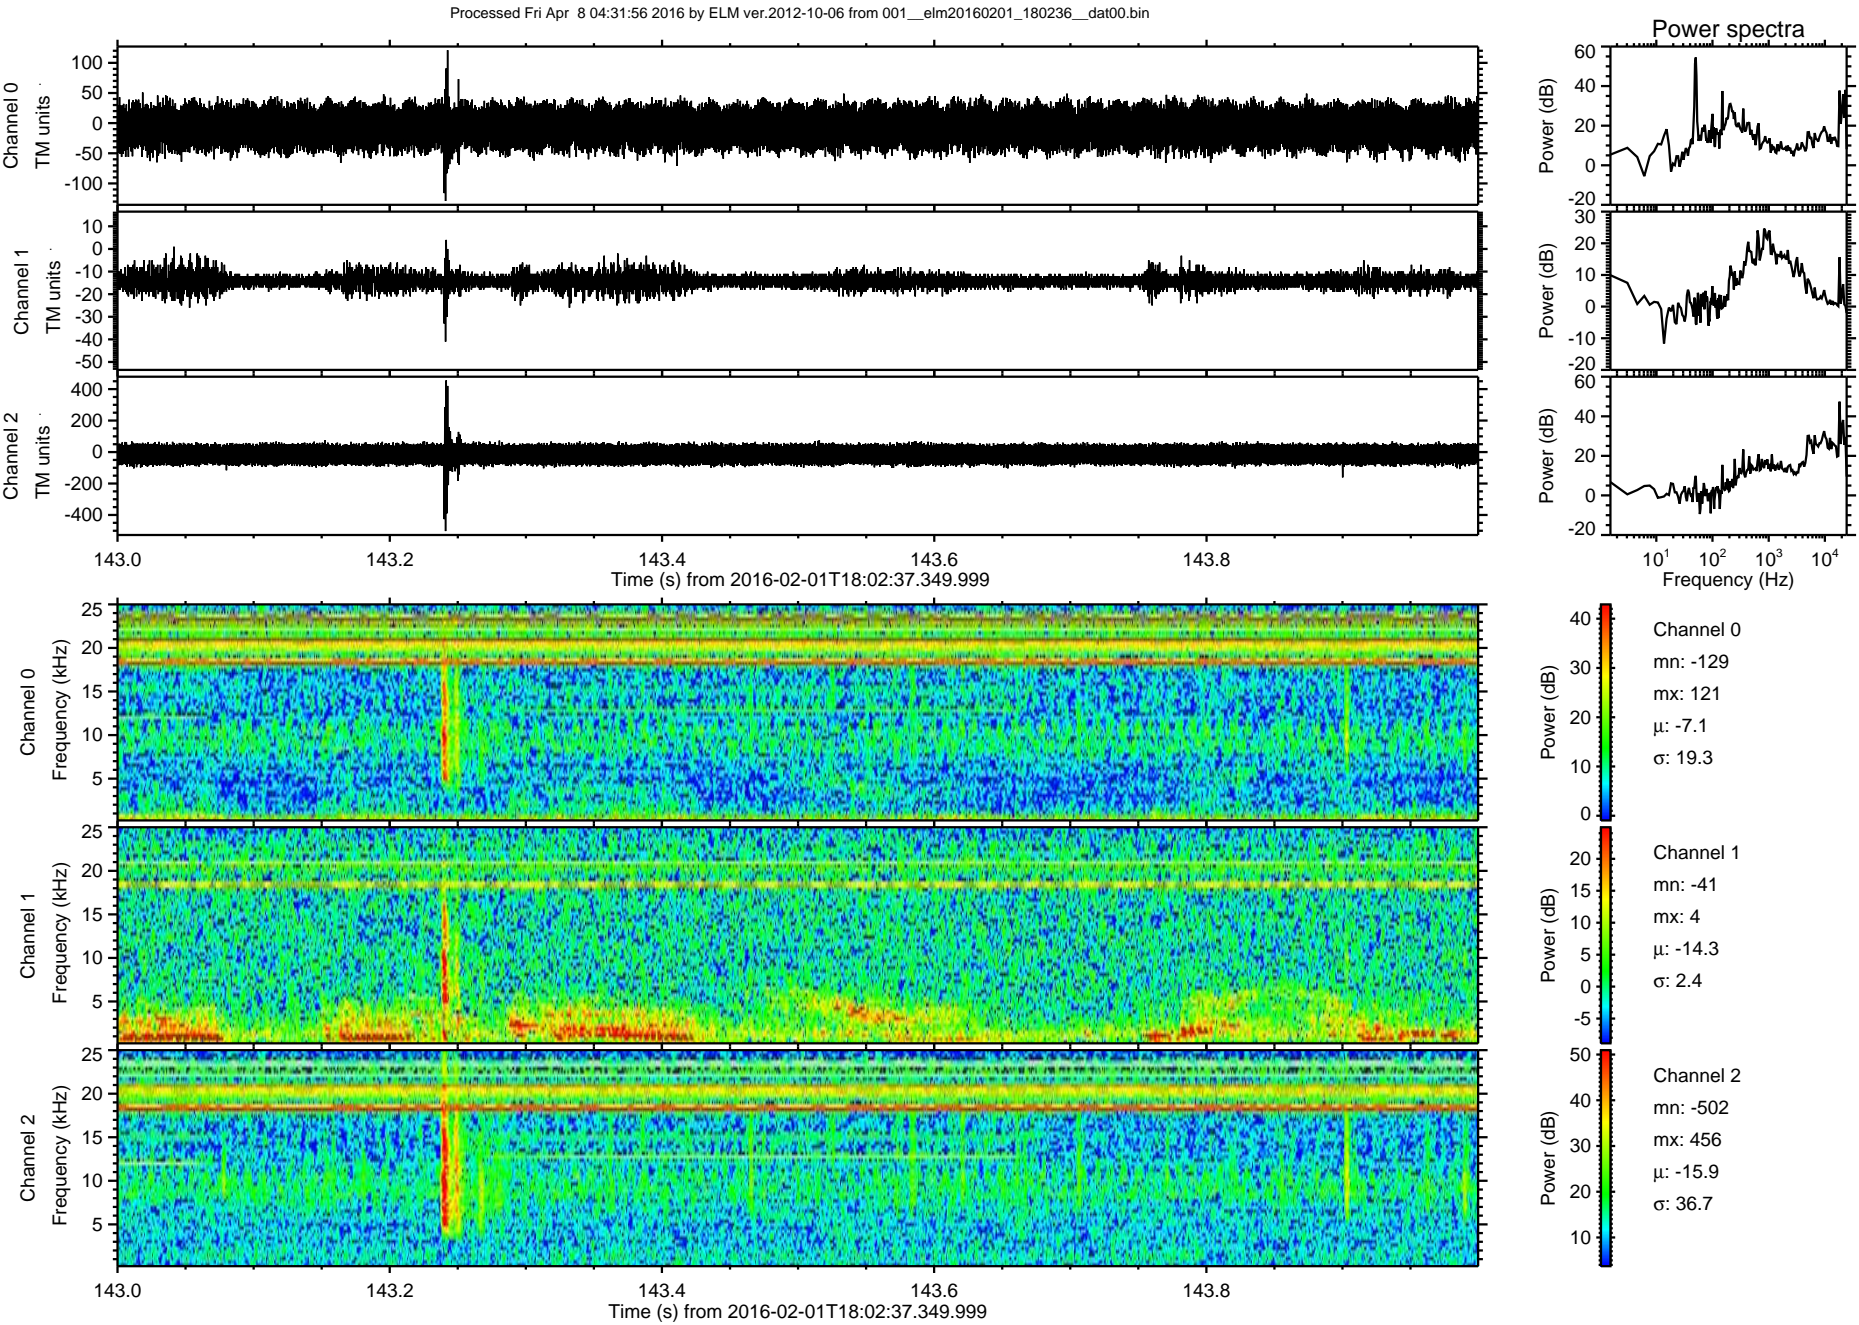 Processed Fri Apr  8 04:31:56 2016 by ELM ver.2012-10-06 from 001__elm20160201_180236__dat00.bin
Power spectra
Channel 0
TM units
100
50
0
-50
-100
Power (dB)
60
40
20
0
-20
Channel 1
TM units
10
0
-10
-20
-30
-40
-50
Power (dB)
30
20
10
0
-10
-20
Channel 2
TM units
400
200
0
-200
-400
Power (dB)
60
40
20
0
-20
143.0 143.2 143.4 143.6 143.8
Time (s) from 2016-02-01T18:02:37.349.999
10¹ 10² 10³ 10⁴
Frequency (Hz)
Channel 0
Frequency (kHz)
25
20
15
10
5
Power (dB)
40
30
20
10
0
Channel 0
mn: -129
mx: 121
μ: -7.1
σ: 19.3
Channel 1
Frequency (kHz)
25
20
15
10
5
Power (dB)
20
15
10
5
0
-5
Channel 1
mn: -41
mx: 4
μ: -14.3
σ: 2.4
Channel 2
Frequency (kHz)
25
20
15
10
5
Power (dB)
50
40
30
20
10
Channel 2
mn: -502
mx: 456
μ: -15.9
σ: 36.7
143.0 143.2 143.4 143.6 143.8
Time (s) from 2016-02-01T18:02:37.349.999